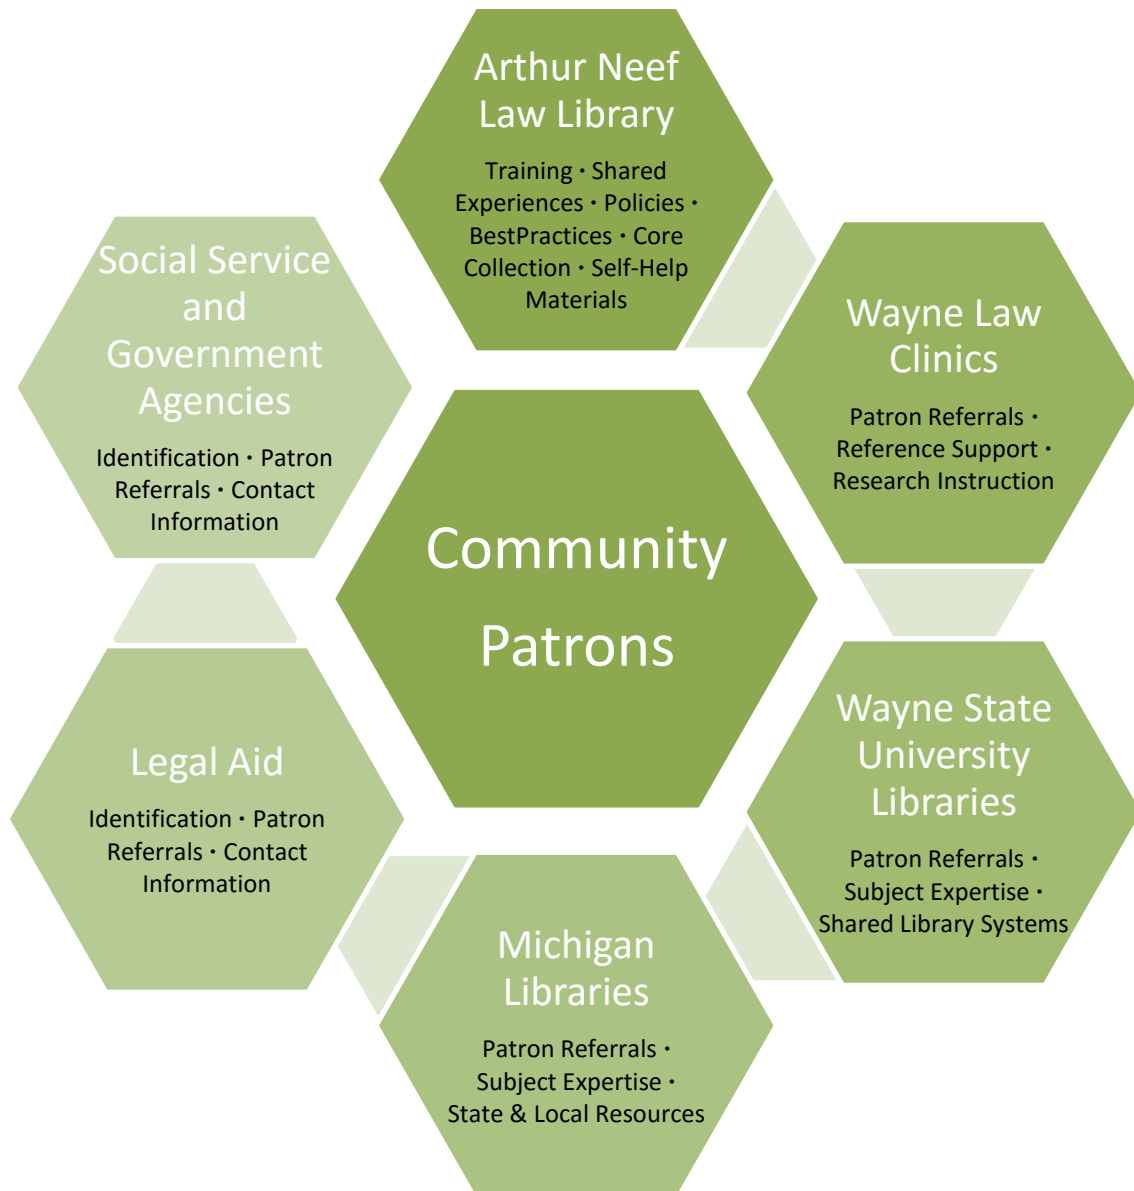 Arthur Neef
Law Library
Training · Shared
Experiences · Policies ·
BestPractices · Core
Collection · Self-Help
Materials
Wayne Law
Clinics
Patron Referrals ·
Reference Support ·
Research Instruction
Wayne State
University
Libraries
Patron Referrals ·
Subject Expertise ·
Shared Library Systems
Michigan
Libraries
Patron Referrals ·
Subject Expertise ·
State & Local Resources
Legal Aid
Identification · Patron
Referrals · Contact
Information
Social Service
and
Government
Agencies
Identification · Patron
Referrals · Contact
Information
Community
Patrons